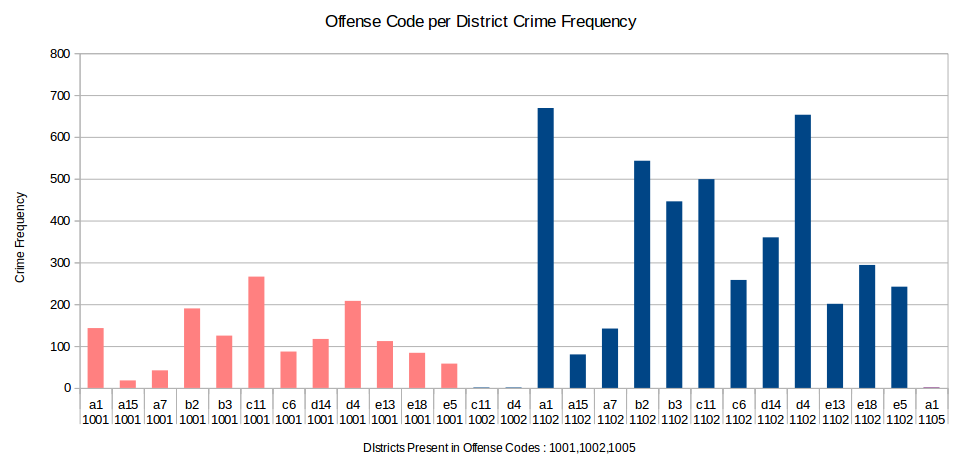 Offense Code per District Crime Frequency
800
700
600
500
400
300
200
100
0
Crime Frequency
a1 a15 a7 b2 b3 c11 c6 d14 d4 e13 e18 e5 c11 d4 a1 a15 a7 b2 b3 c11 c6 d14 d4 e13 e18 e5 a1
1001 1001 1001 1001 1001 1001 1001 1001 1001 1001 1001 1001 1002 1002 1102 1102 1102 1102 1102 1102 1102 1102 1102 1102 1102 1102 1105
DIstricts Present in Offense Codes : 1001,1002,1005